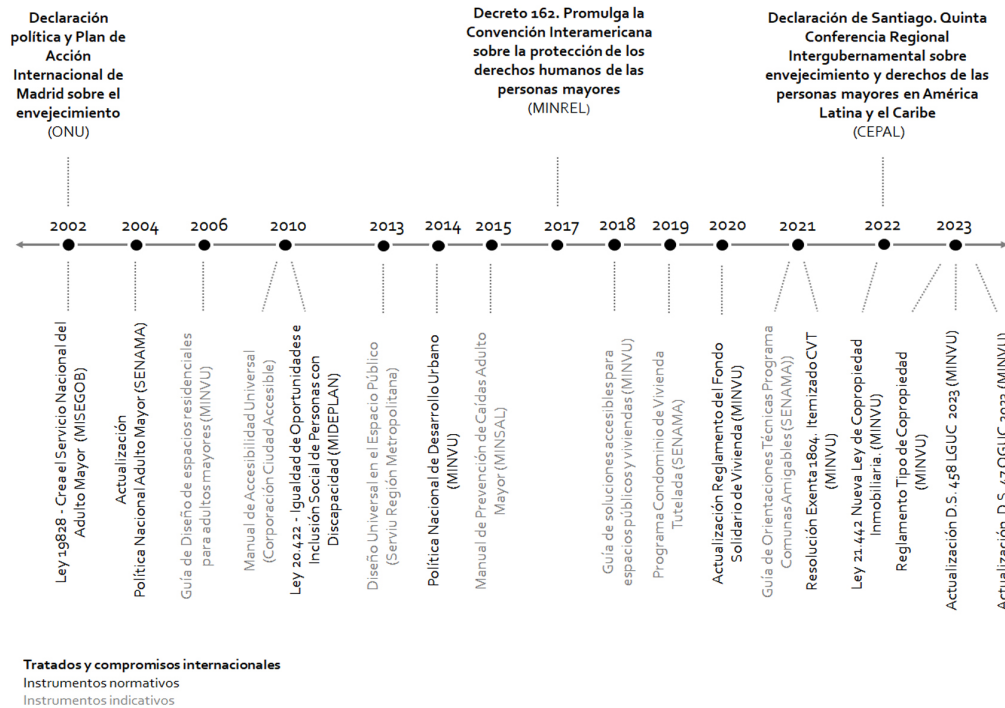 Declaración
política y Plan de
Acción
Internacional de
Madrid sobre el
envejecimiento
(ONU)
Decreto 162. Promulga la
Convención Interamericana
sobre la protección de los
derechos humanos de las
personas mayores
(MINREL)
Declaración de Santiago. Quinta
Conferencia Regional
Intergubernamental sobre
envejecimiento y derechos de las
personas mayores en América
Latina y el Caribe
(CEPAL)
2002
2004
2006
2010
2013
2014
2015
2017
2018
2019
2020
2021
2022
2023
Ley 19828 - Crea el Servicio Nacional del
Adulto Mayor (MISEGOB)
Actualización
Política Nacional Adulto Mayor (SENAMA)
Guía de Diseño de espacios residenciales
para adultos mayores (MINVU)
Manual de Accesibilidad Universal
(Corporación Ciudad Accesible)
Ley 20.422 - Igualdad de Oportunidades e
Inclusión Social de Personas con
Discapacidad (MIDEPLAN)
Diseño Universal en el Espacio Público
(Serviu Región Metropolitana)
Política Nacional de Desarrollo Urbano
(MINVU)
Manual de Prevención de Caídas Adulto
Mayor (MINSAL)
Guía de soluciones accesibles para
espacios públicos y viviendas (MINVU)
Programa Condominio de Vivienda
Tutelada (SENAMA)
Actualización Reglamento del Fondo
Solidario de Vivienda (MINVU)
Guía de Orientaciones Técnicas Programa
Comunas Amigables (SENAMA))
Resolución Exenta 1804. Itemizado CVT
(MINVU)
Ley 21.442 Nueva Ley de Copropiedad
Inmobiliaria. (MINVU)
Reglamento Tipo de Copropiedad
(MINVU)
Actualización D.S. 458 LGUC 2023 (MINVU)
Actualización D.S. 47 OGUC 2023 (MINVU)
Tratados y compromisos internacionales
Instrumentos normativos
Instrumentos indicativos